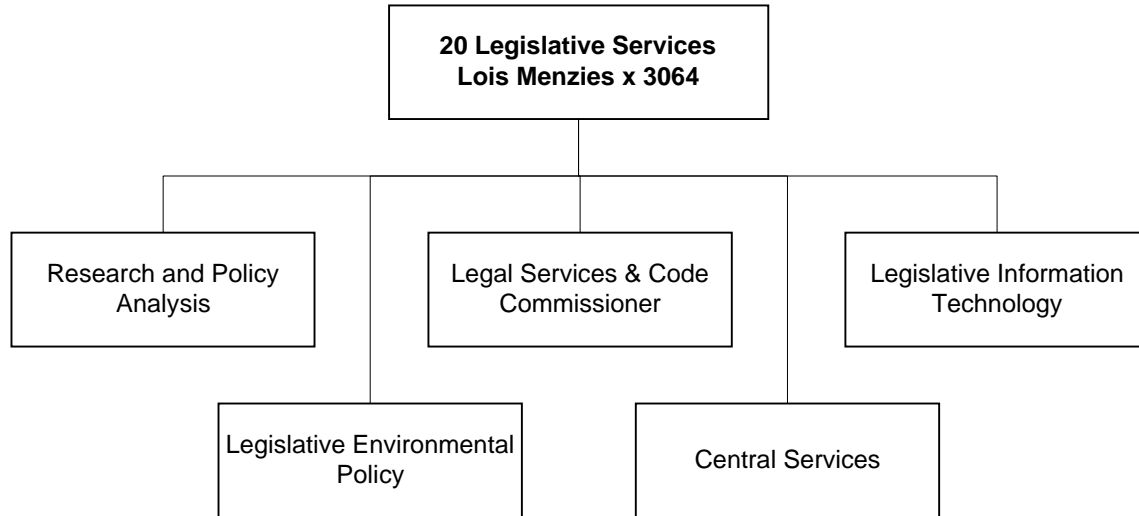 20 Legislative Services
Lois Menzies x 3064
Research and Policy
Analysis
Legal Services & Code
Commissioner
Legislative Information
Technology
Legislative Environmental
Policy
Central Services